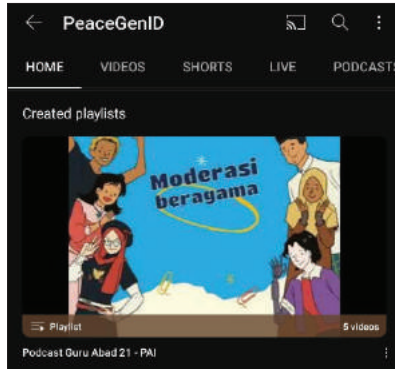 PeaceGenID
HOME VIDEOS SHORTS LIVE PODCASTS
Created playlists
Moderasi
beragama
Playlist 5 videos
Podcast Guru Abad 21 - PAI